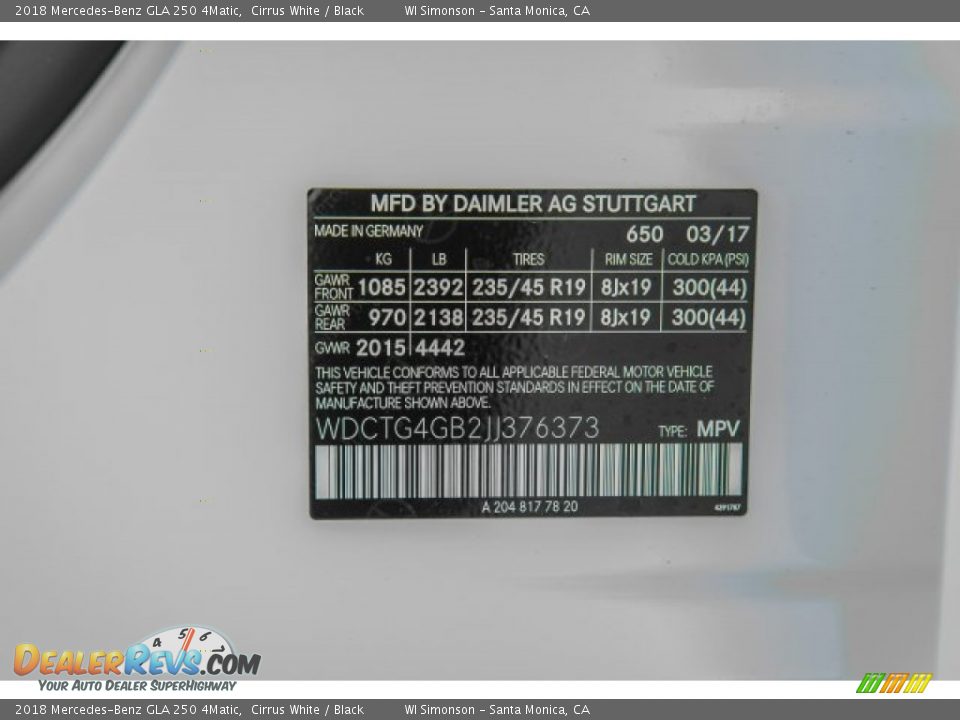 2018 Mercedes-Benz GLA 250 4Matic, Cirrus White / Black WI Simonson - Santa Monica, CA
MFD BY DAIMLER AG STUTTGART
MADE IN GERMANY 650 03/17
KG LB TIRES RIM SIZE COLD KPA (PSI)
GAWR FRONT 1085 2392 235/45 R19 8Jx19 300(44)
GAWR REAR 970 2138 235/45 R19 8Jx19 300(44)
GVWR 2015 4442
THIS VEHICLE CONFORMS TO ALL APPLICABLE FEDERAL MOTOR VEHICLE
SAFETY AND THEFT PREVENTION STANDARDS IN EFFECT ON THE DATE OF
MANUFACTURE SHOWN ABOVE.
WDCTG4GB2JJ376373 TYPE: MPV
A 204 817 78 20
4 5 6 7
DEALERREVS.COM
YOUR AUTO DEALER SUPERHIGHWAY
2018 Mercedes-Benz GLA 250 4Matic, Cirrus White / Black WI Simonson - Santa Monica, CA